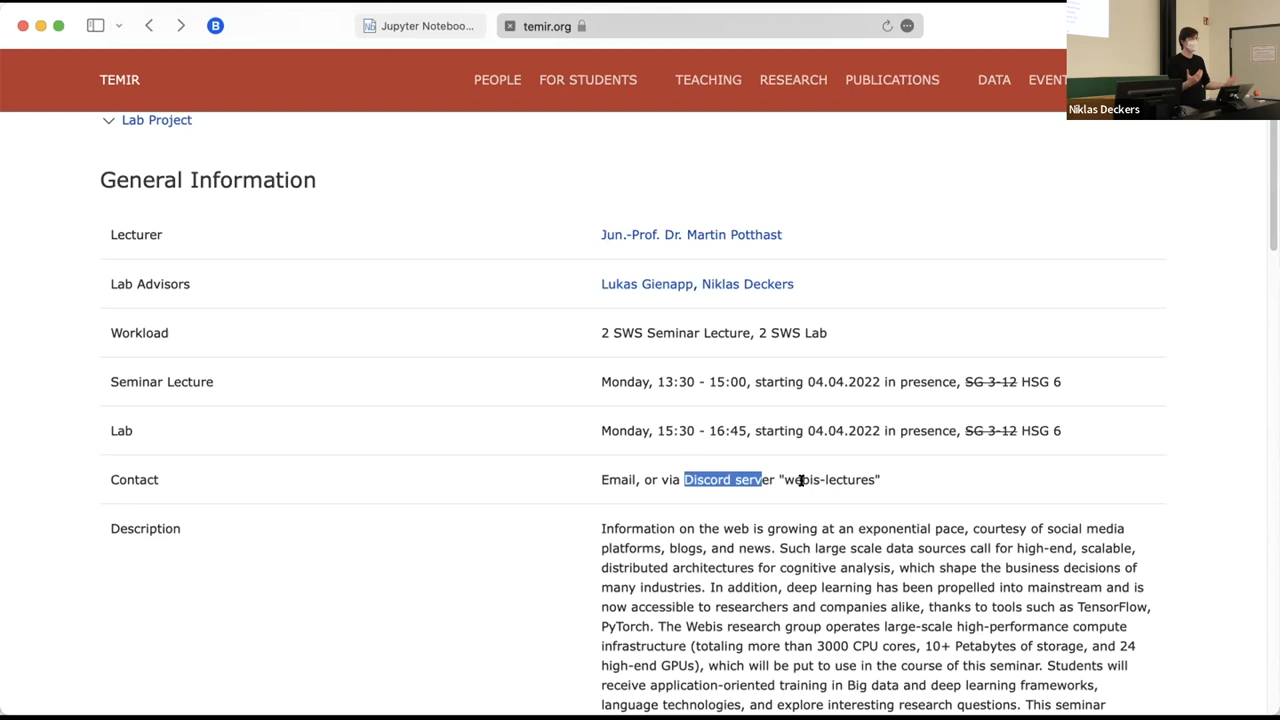 Jupyter Noteboo...
temir.org
Niklas Deckers
TEMIR
PEOPLE
FOR STUDENTS
TEACHING
RESEARCH
PUBLICATIONS
DATA
EVENT
Lab Project
General Information
Lecturer
Jun.-Prof. Dr. Martin Potthast
Lab Advisors
Lukas Gienapp, Niklas Deckers
Workload
2 SWS Seminar Lecture, 2 SWS Lab
Seminar Lecture
Monday, 13:30 - 15:00, starting 04.04.2022 in presence, SG 3-12 HSG 6
Lab
Monday, 15:30 - 16:45, starting 04.04.2022 in presence, SG 3-12 HSG 6
Contact
Email, or via Discord server "webis-lectures"
Description
Information on the web is growing at an exponential pace, courtesy of social media
platforms, blogs, and news. Such large scale data sources call for high-end, scalable,
distributed architectures for cognitive analysis, which shape the business decisions of
many industries. In addition, deep learning has been propelled into mainstream and is
now accessible to researchers and companies alike, thanks to tools such as TensorFlow,
PyTorch. The Webis research group operates large-scale high-performance compute
infrastructure (totaling more than 3000 CPU cores, 10+ Petabytes of storage, and 24
high-end GPUs), which will be put to use in the course of this seminar. Students will
receive application-oriented training in Big data and deep learning frameworks,
language technologies, and explore interesting research questions. This seminar